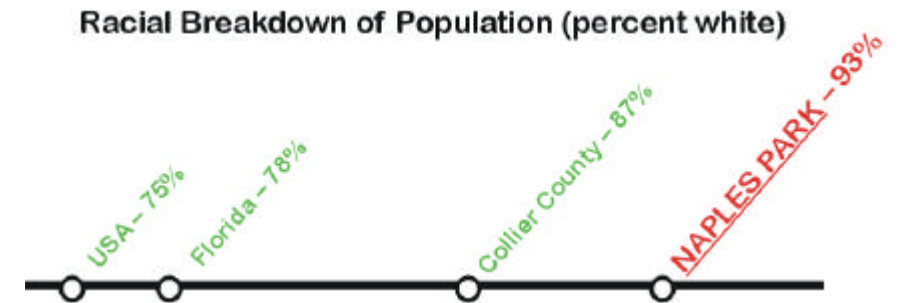 Racial Breakdown of Population (percent white)
USA – 75%
Florida – 78%
Collier County – 87%
NAPLES PARK – 93%